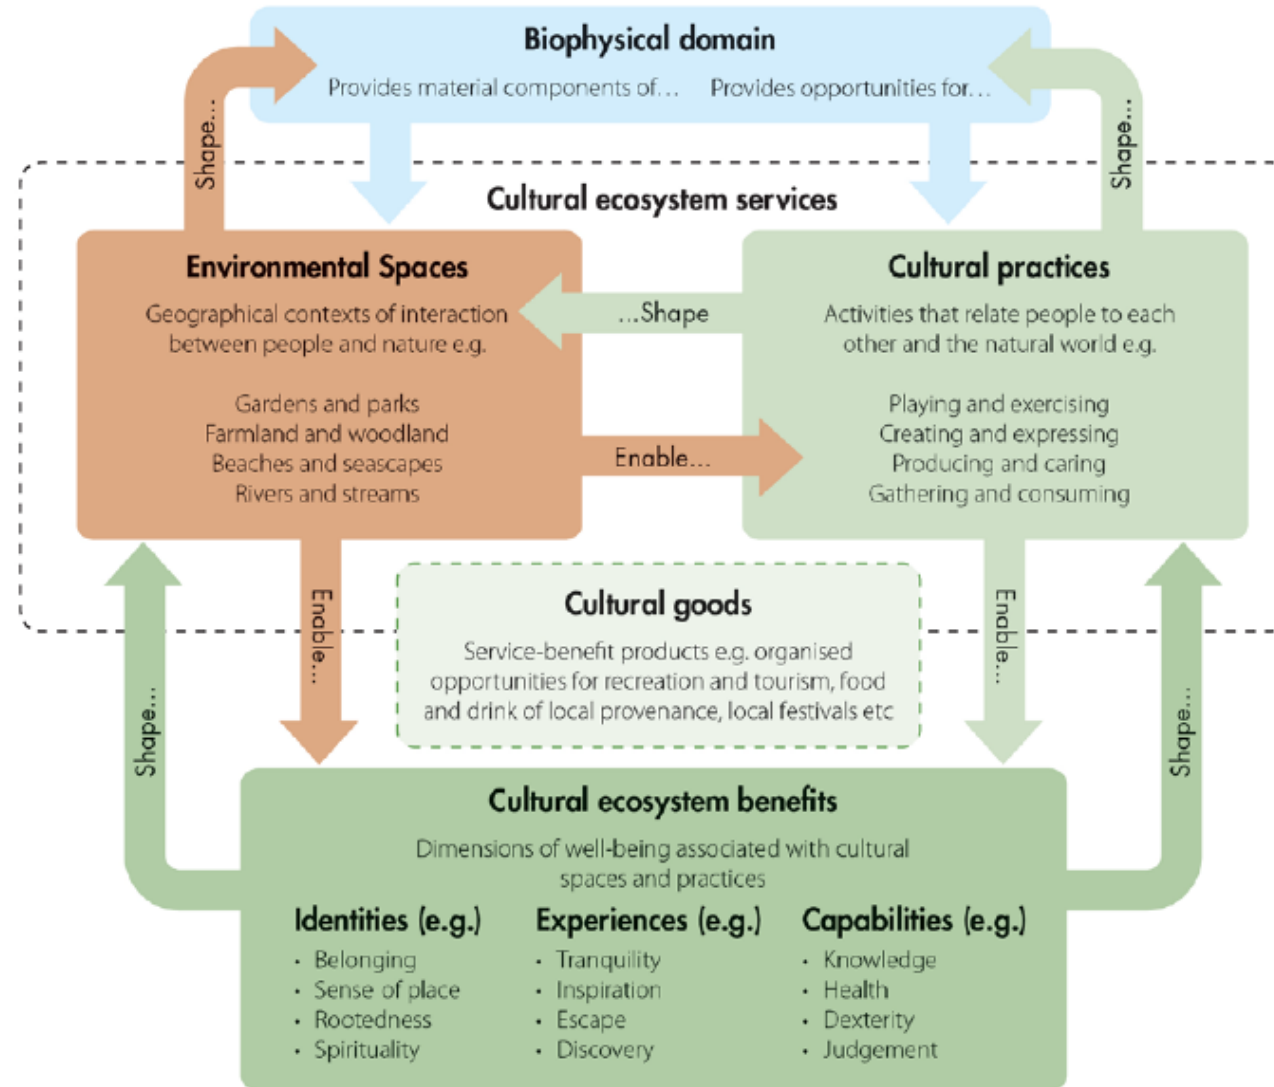 Biophysical domain
Provides material components of... Provides opportunities for...
Shape...
Shape...
Cultural ecosystem services
Environmental Spaces
Geographical contexts of interaction
between people and nature e.g.
Gardens and parks
Farmland and woodland
Beaches and seascapes
Rivers and streams
...Shape
Enable...
Cultural practices
Activities that relate people to each
other and the natural world e.g.
Playing and exercising
Creating and expressing
Producing and caring
Gathering and consuming
Enable...
Enable...
Cultural goods
Service-benefit products e.g. organised
opportunities for recreation and tourism, food
and drink of local provenance, local festivals etc
Shape...
Shape...
Cultural ecosystem benefits
Dimensions of well-being associated with cultural
spaces and practices
Identities (e.g.)
• Belonging
• Sense of place
• Rootedness
• Spirituality
Experiences (e.g.)
• Tranquility
• Inspiration
• Escape
• Discovery
Capabilities (e.g.)
• Knowledge
• Health
• Dexterity
• Judgement